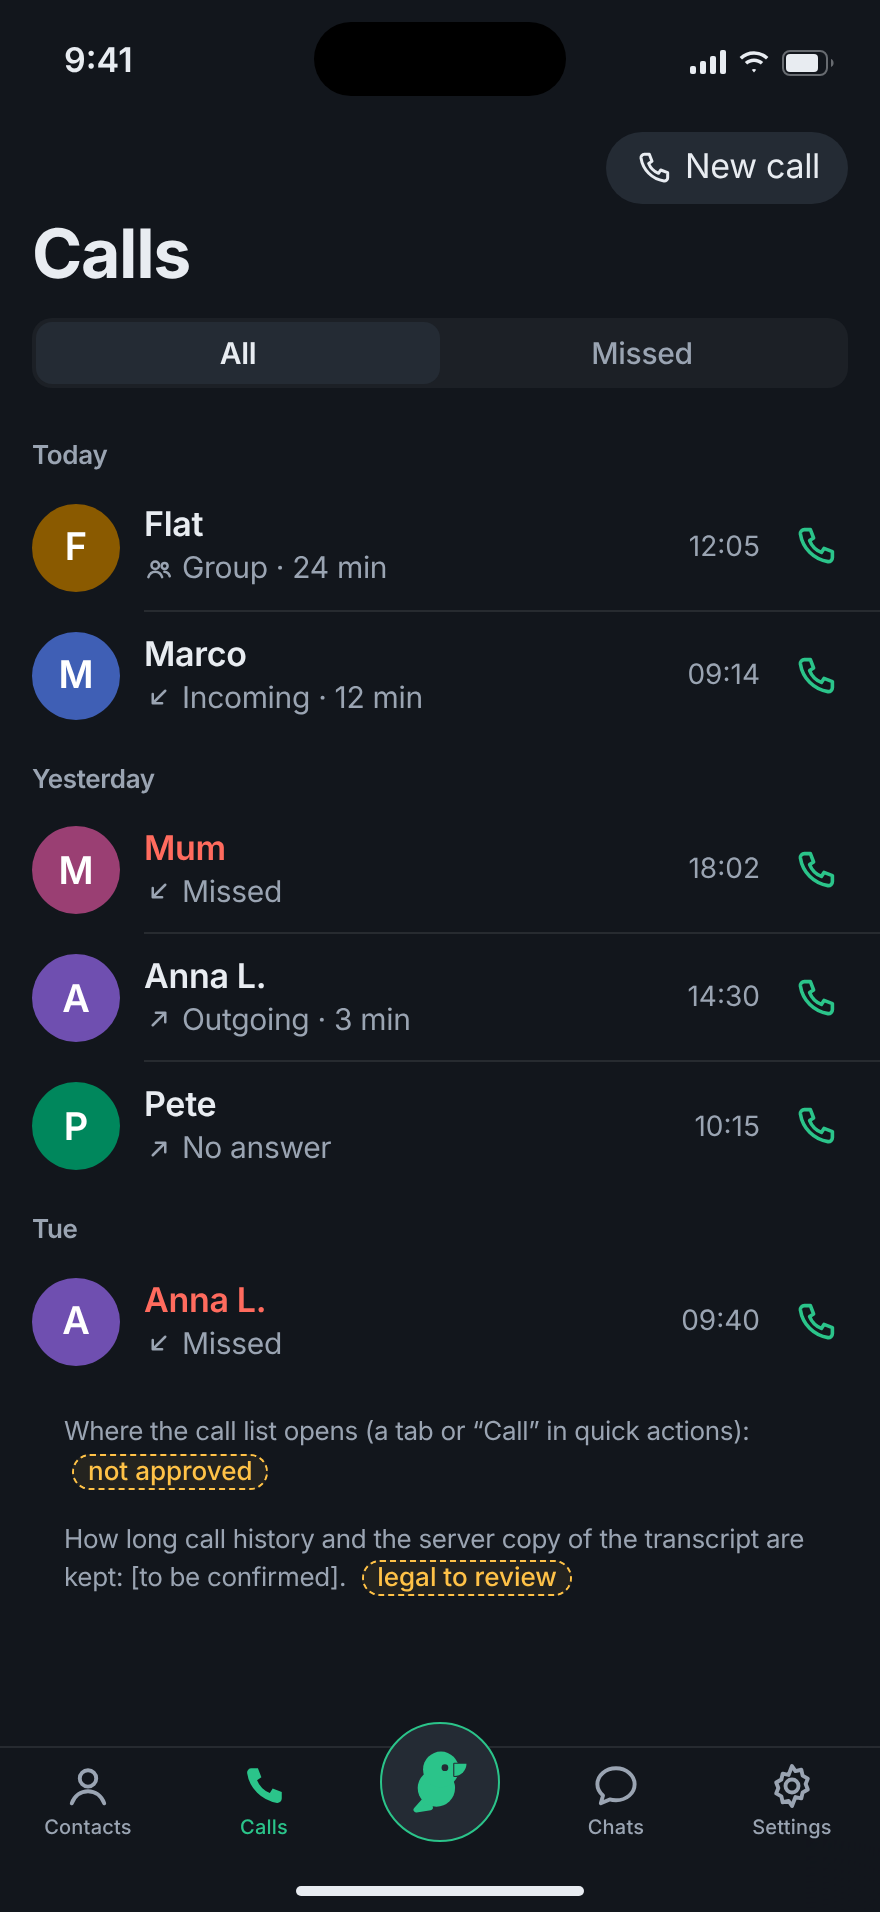 9:41
New call
Calls
All
Missed
Today
F
Flat
Group · 24 min
12:05
M
Marco
Incoming · 12 min
09:14
Yesterday
M
Mum
Missed
18:02
A
Anna L.
Outgoing · 3 min
14:30
P
Pete
No answer
10:15
Tue
A
Anna L.
Missed
09:40
Where the call list opens (a tab or “Call” in quick actions):
not approved
How long call history and the server copy of the transcript are
kept: [to be confirmed]. legal to review
Contacts
Calls
Chats
Settings